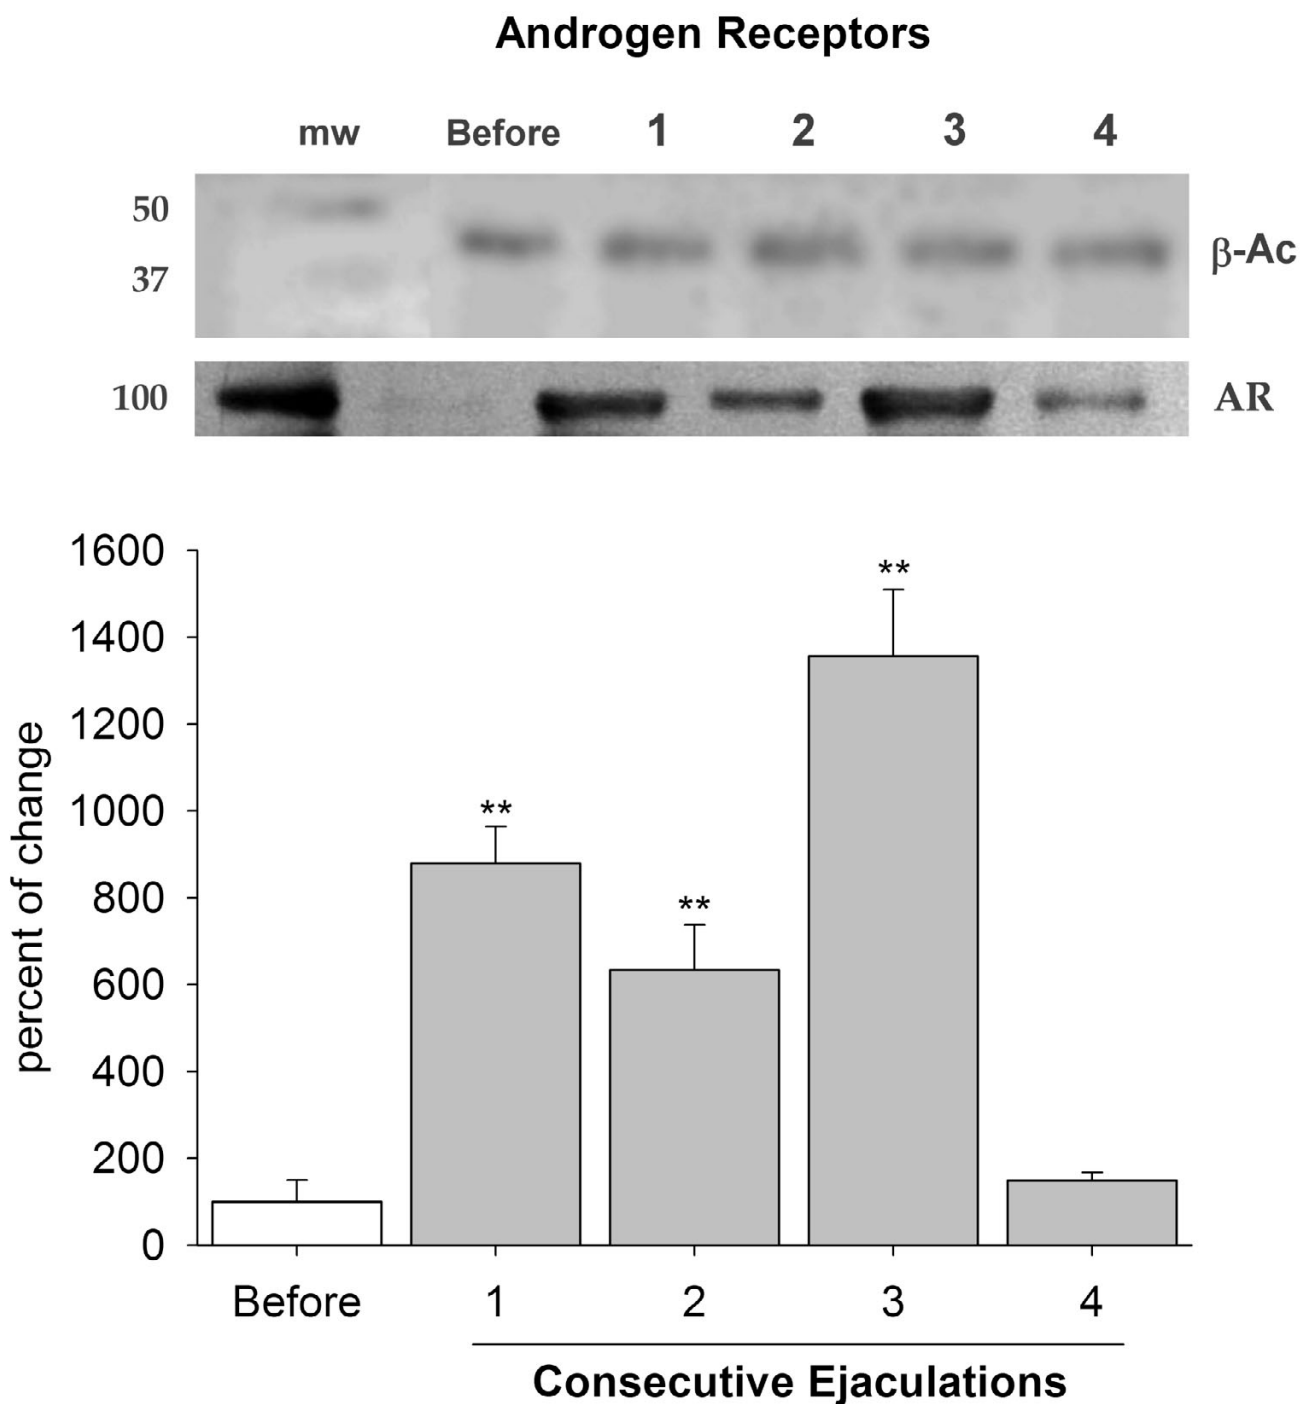 Androgen Receptors
mw Before 1 2 3 4
50
β-Ac
37
100 AR
1600
**
1400
1200
1000
**
800
**
600
400
200
0
percent of change
Before 1 2 3 4
Consecutive Ejaculations